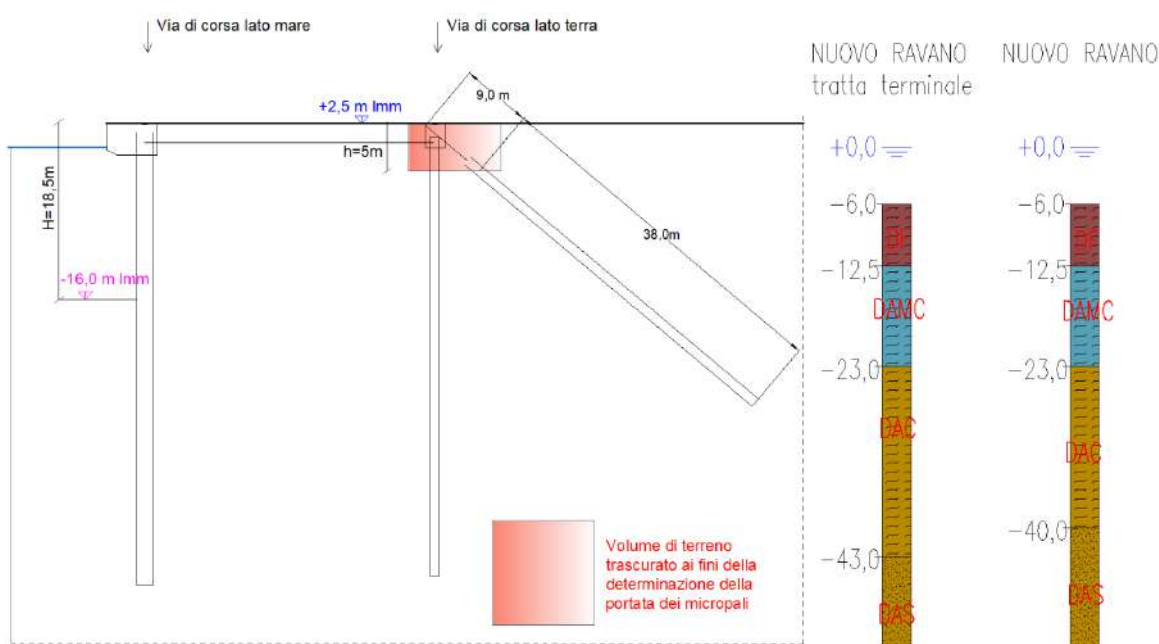 Via di corsa lato mare
Via di corsa lato terra
+2,5 m lmm
9,0 m
h=5m
H=18,5m
38,0m
-16,0 m lmm
Volume di terreno
trascurato ai fini della
determinazione della
portata dei micropali
NUOVO RAVANO
tratta terminale
+0,0
-6,0
-12,5
DAMC
-23,0
DAC
-43,0
DAS
NUOVO RAVANO
+0,0
-6,0
-12,5
DAMC
-23,0
DAC
-40,0
DAS